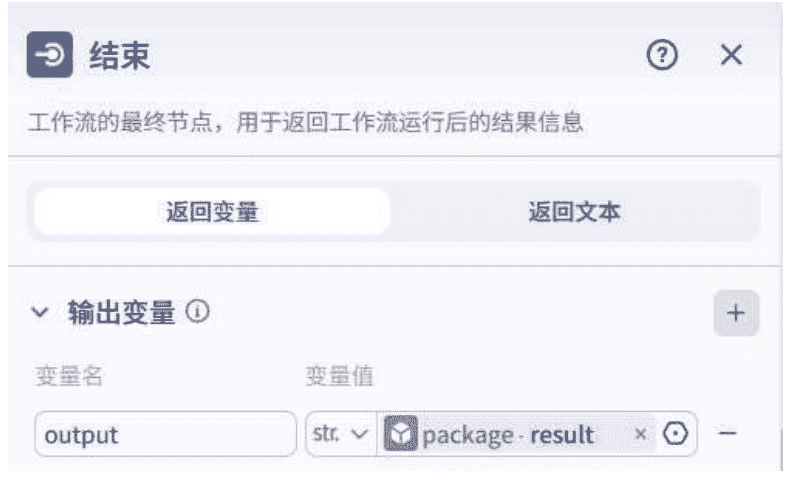 结束
工作流的最终节点，用于返回工作流运行后的结果信息
返回变量 返回文本
输出变量
变量名 变量值
output str. package · result